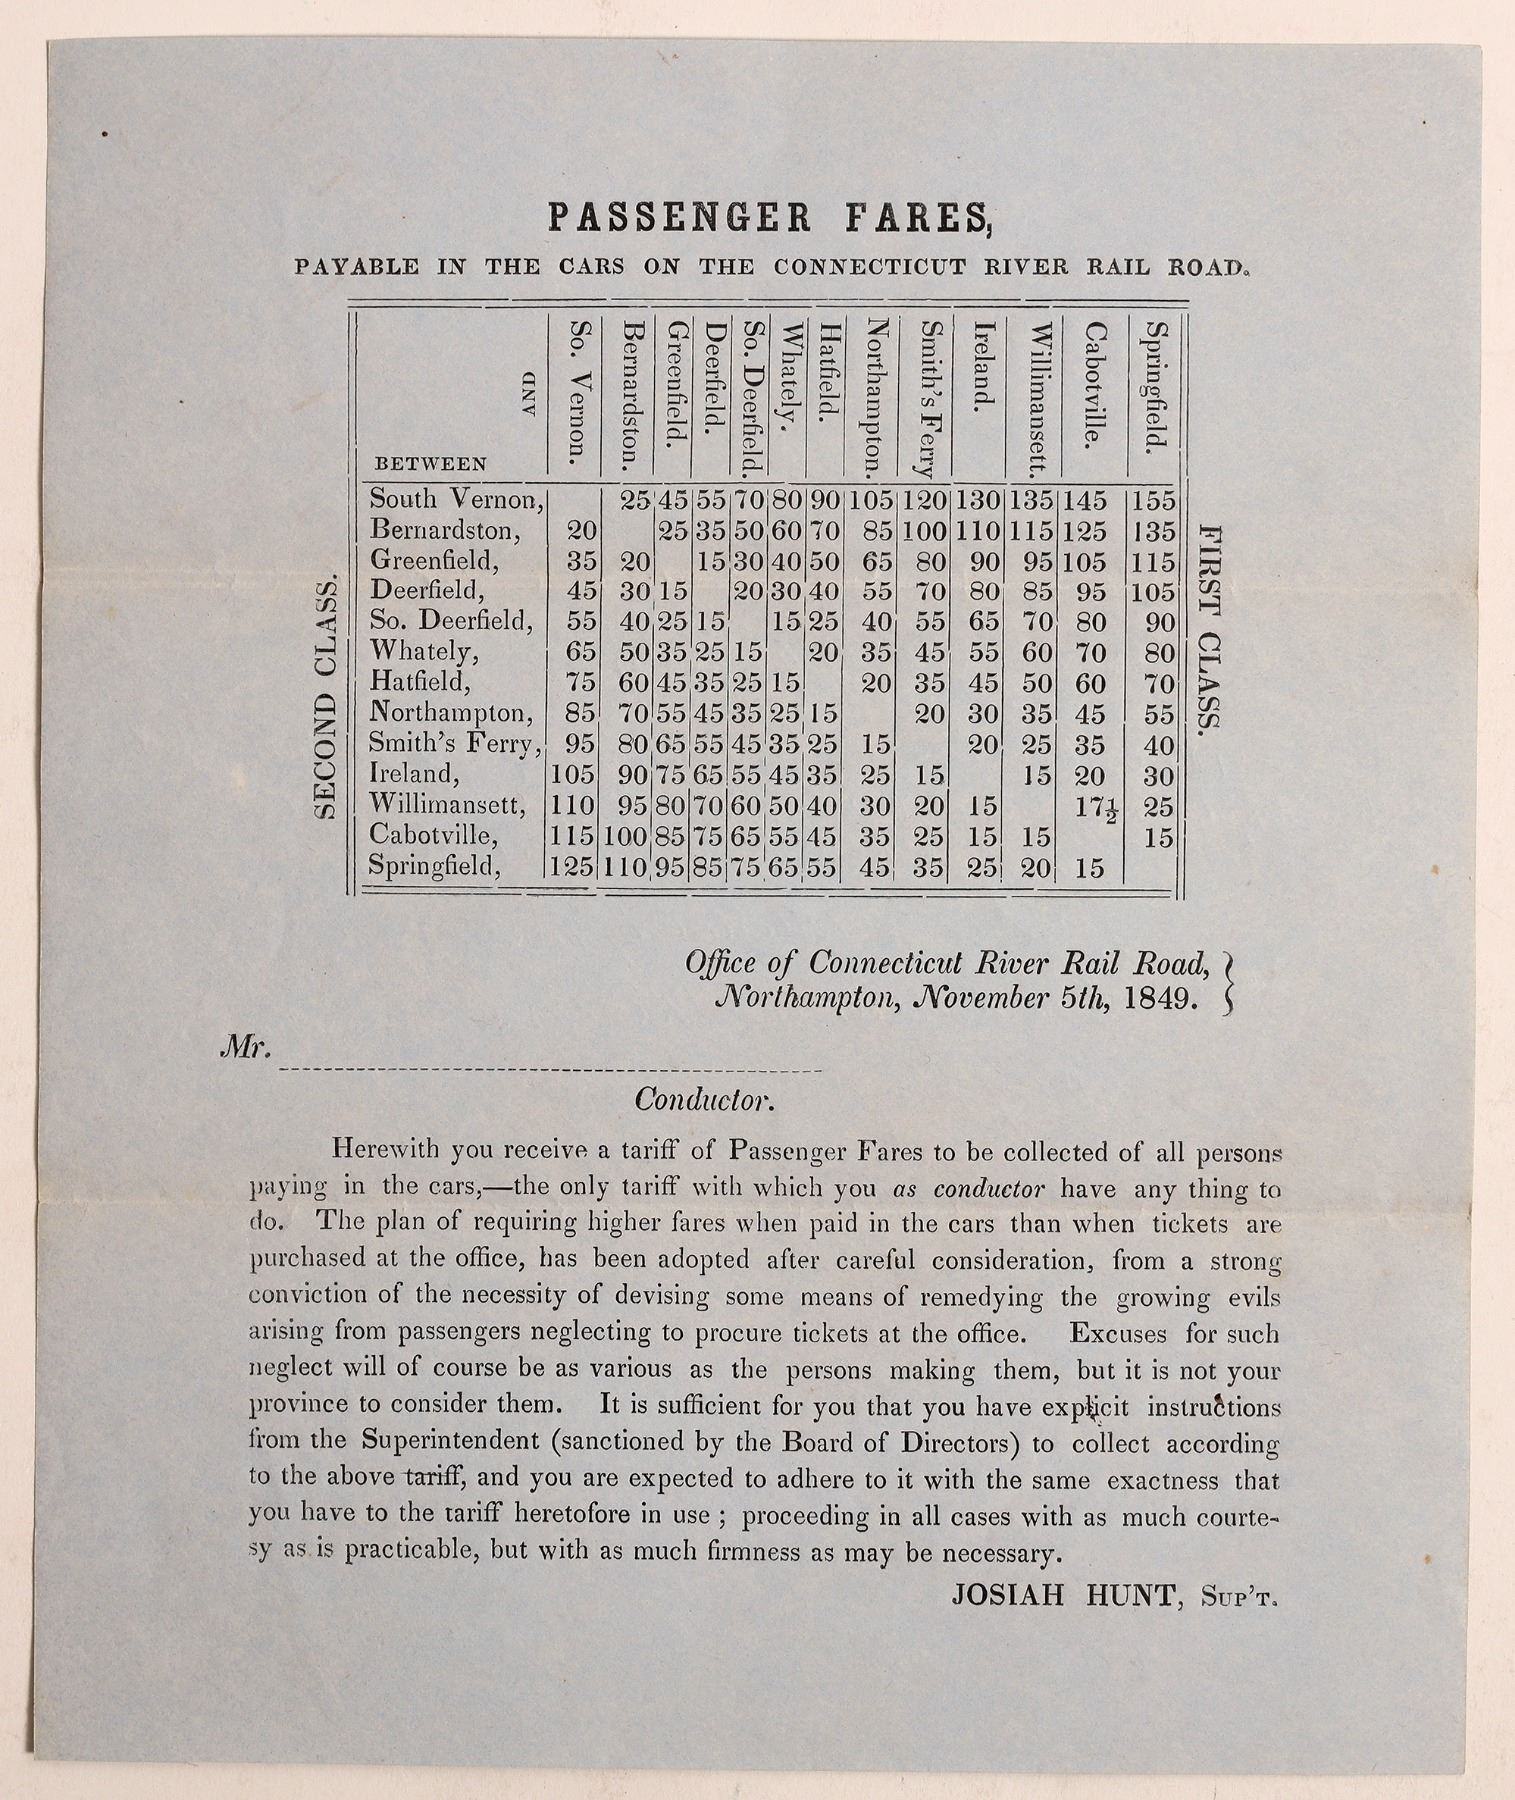 PASSENGER FARES,
PAYABLE IN THE CARS ON THE CONNECTICUT RIVER RAIL ROAD.
BETWEEN AND So. Vernon. Bernardston. Greenfield. Deerfield. So. Deerfield. Whately. Hatfield. Northampton. Smith's Ferry Ireland. Willimansett. Cabotville. Springfield.
South Vernon, 25 45 55 70 80 90 105 120 130 135 145 155
Bernardston, 20 25 35 50 60 70 85 100 110 115 125 135
Greenfield, 35 20 15 30 40 50 65 80 90 95 105 115
Deerfield, 45 30 15 20 30 40 55 70 80 85 95 105
So. Deerfield, 55 40 25 15 15 25 40 55 65 70 80 90
Whately, 65 50 35 25 15 20 35 45 55 60 70 80
Hatfield, 75 60 45 35 25 15 20 35 45 50 60 70
Northampton, 85 70 55 45 35 25 15 20 30 35 45 55
Smith's Ferry, 95 80 65 55 45 35 25 15 20 25 35 40
Ireland, 105 90 75 65 55 45 35 25 15 15 20 30
Willimansett, 110 95 80 70 60 50 40 30 20 15 17½ 25
Cabotville, 115 100 85 75 65 55 45 35 25 15 15 15
Springfield, 125 110 95 85 75 65 55 45 35 25 20 15
SECOND CLASS.
FIRST CLASS.
Office of Connecticut River Rail Road, }
Northampton, November 5th, 1849. }
Mr.
Conductor.
Herewith you receive a tariff of Passenger Fares to be collected of all persons
paying in the cars,—the only tariff with which you as conductor have any thing to
do. The plan of requiring higher fares when paid in the cars than when tickets are
purchased at the office, has been adopted after careful consideration, from a strong
conviction of the necessity of devising some means of remedying the growing evils
arising from passengers neglecting to procure tickets at the office. Excuses for such
neglect will of course be as various as the persons making them, but it is not your
province to consider them. It is sufficient for you that you have explicit instructions
from the Superintendent (sanctioned by the Board of Directors) to collect according
to the above tariff, and you are expected to adhere to it with the same exactness that
you have to the tariff heretofore in use ; proceeding in all cases with as much courte-
sy as is practicable, but with as much firmness as may be necessary.
JOSIAH HUNT, SUP'T.